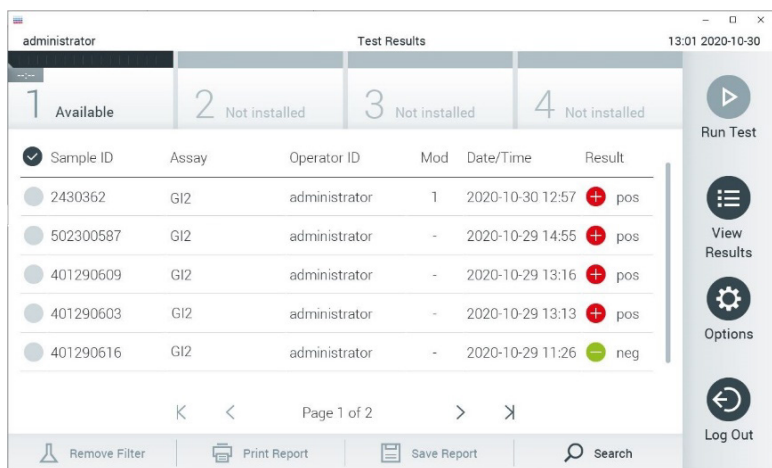 administrator Test Results 13:01 2020-10-30
--:--
1 Available 2 Not installed 3 Not installed 4 Not installed
Run Test
Sample ID Assay Operator ID Mod Date/Time Result
2430362 GI2 administrator 1 2020-10-30 12:57 pos
502300587 GI2 administrator - 2020-10-29 14:55 pos
View
Results
401290609 GI2 administrator - 2020-10-29 13:16 pos
401290603 GI2 administrator - 2020-10-29 13:13 pos
Options
401290616 GI2 administrator - 2020-10-29 11:26 neg
Page 1 of 2
Log Out
Remove Filter Print Report Save Report Search